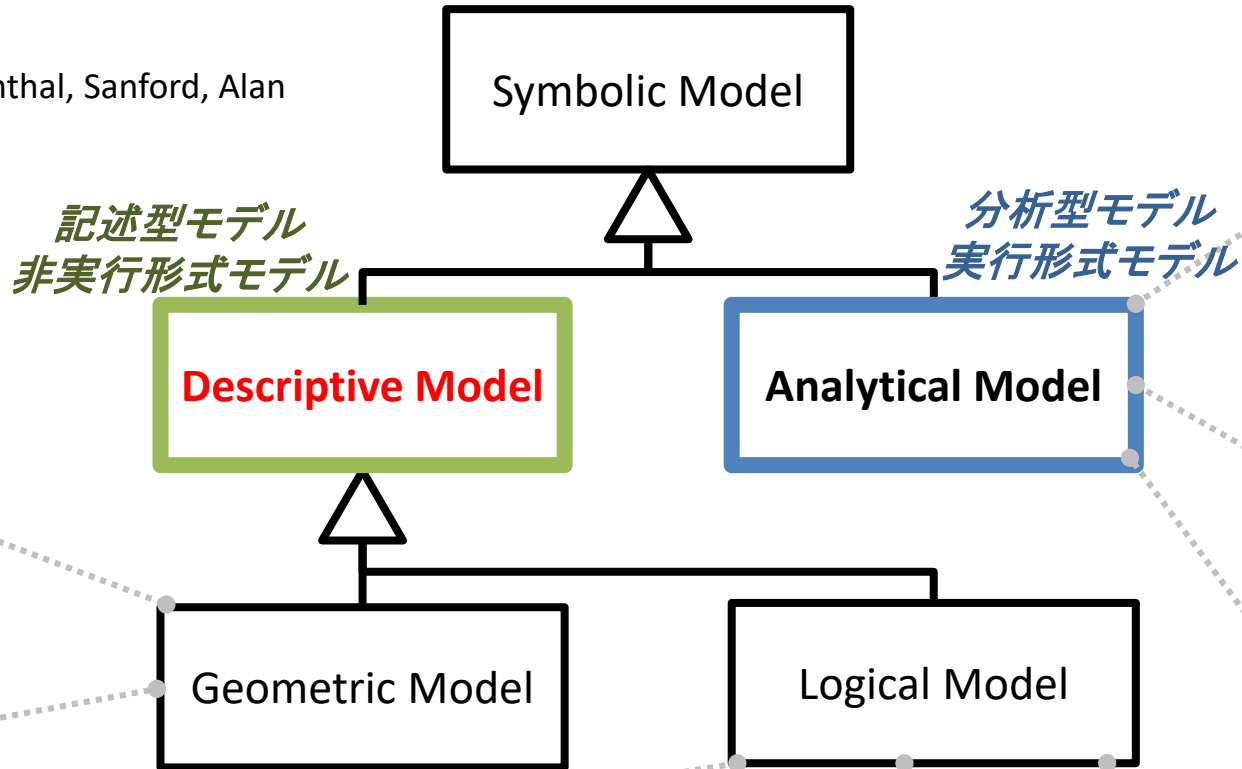 Symbolic Model
nthal, Sanford, Alan
記述型モデル
非実行形式モデル
分析型モデル
実行形式モデル
Descriptive Model
Analytical Model
Geometric Model
Logical Model